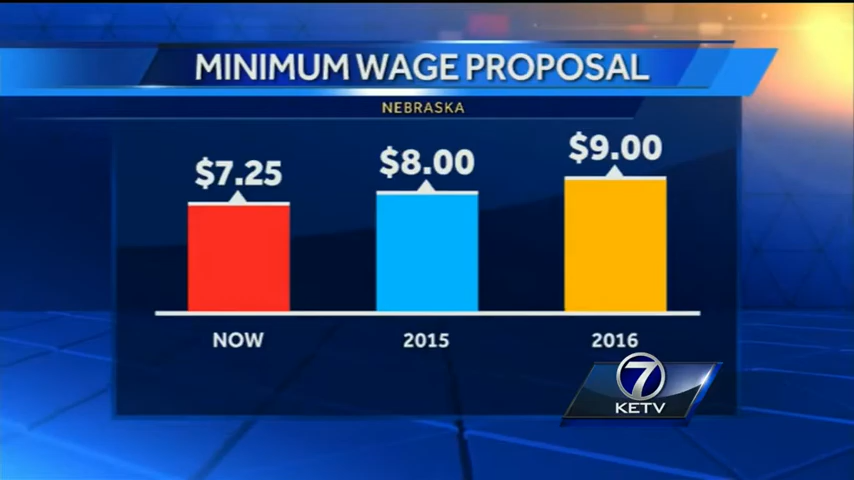 MINIMUM WAGE PROPOSAL
NEBRASKA
$7.25 $8.00 $9.00
NOW 2015 2016
7
KETV